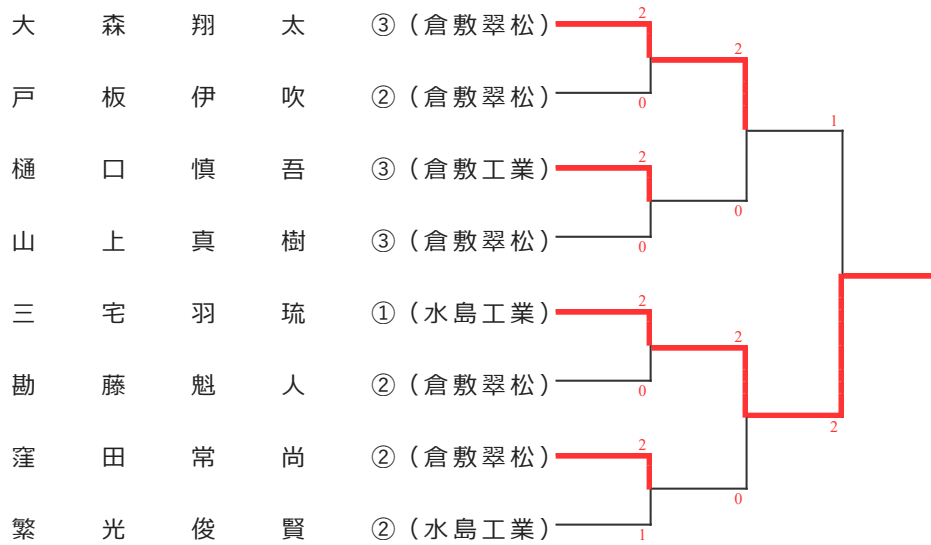 2
大森翔太 ③（倉敷翠松）
2
戸板伊吹 ②（倉敷翠松）
0
1
2
樋口慎吾 ③（倉敷工業）
0
山上真樹 ③（倉敷翠松）
0
2
三宅羽琉 ①（水島工業）
2
勘藤魁人 ②（倉敷翠松）
0
2
2
窪田常尚 ②（倉敷翠松）
0
繁光俊賢 ②（水島工業）
1